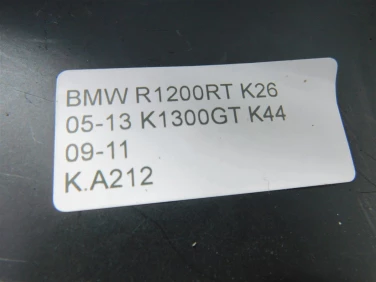 BMW R1200RT K26
05-13 K1300GT K44
09-11
K.A212